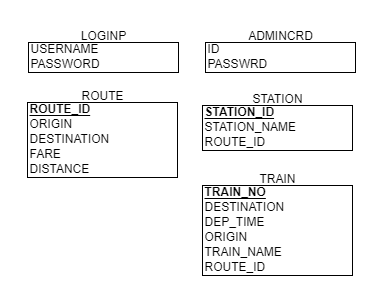 LOGINP
USERNAME
PASSWORD
ADMINCRD
ID
PASSWRD
ROUTE
ROUTE_ID
ORIGIN
DESTINATION
FARE
DISTANCE
STATION
STATION_ID
STATION_NAME
ROUTE_ID
TRAIN
TRAIN_NO
DESTINATION
DEP_TIME
ORIGIN
TRAIN_NAME
ROUTE_ID